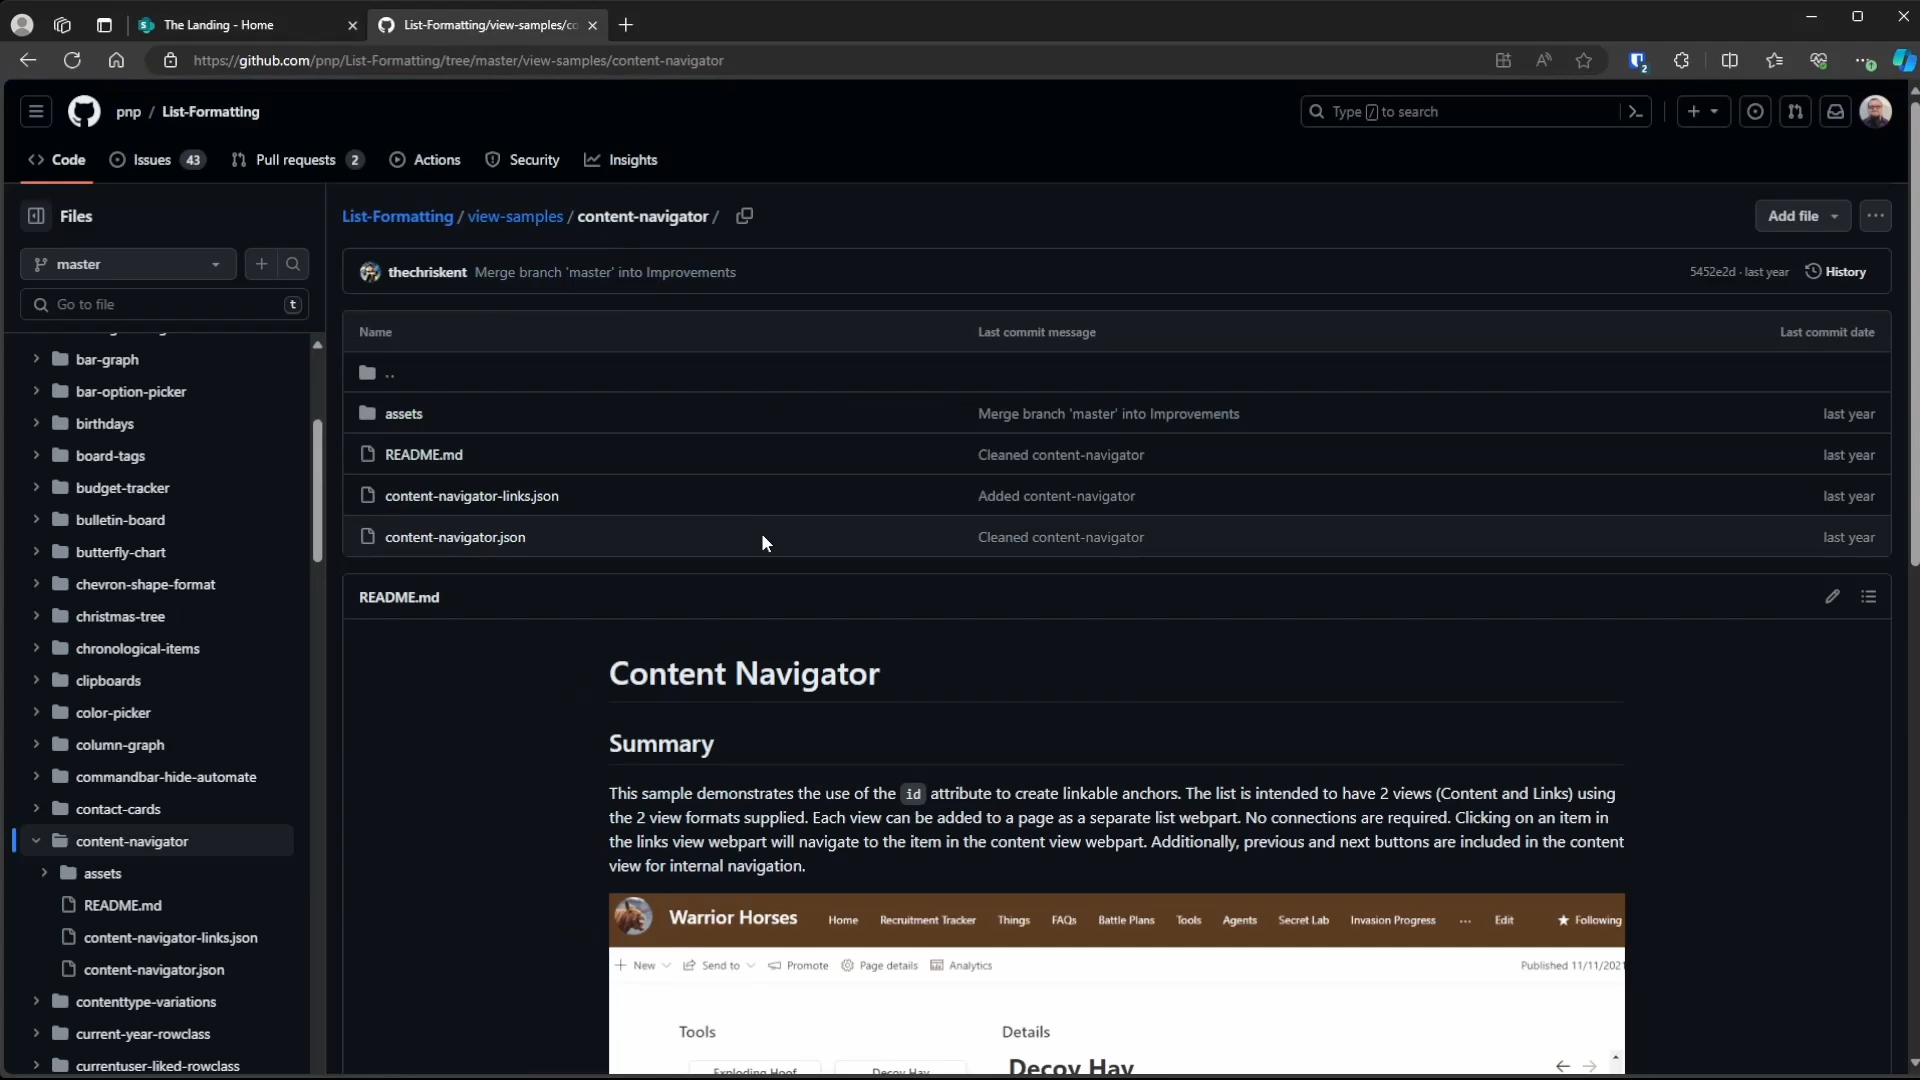 The Landing - Home
List-Formatting/view-samples/co
https://github.com/pnp/List-Formatting/tree/master/view-samples/content-navigator
2
pnp / List-Formatting
Type / to search
Code
Issues 43
Pull requests 2
Actions
Security
Insights
Files
List-Formatting / view-samples / content-navigator /
Add file
master
thechriskent Merge branch 'master' into Improvements
5452e2d · last year
History
Go to file
t
Name
Last commit message
Last commit date
..
assets
Merge branch 'master' into Improvements
last year
README.md
Cleaned content-navigator
last year
content-navigator-links.json
Added content-navigator
last year
content-navigator.json
Cleaned content-navigator
last year
bar-graph
bar-option-picker
birthdays
board-tags
budget-tracker
bulletin-board
butterfly-chart
chevron-shape-format
christmas-tree
chronological-items
clipboards
color-picker
column-graph
commandbar-hide-automate
contact-cards
content-navigator
assets
README.md
content-navigator-links.json
content-navigator.json
contenttype-variations
current-year-rowclass
currentuser-liked-rowclass
README.md
Content Navigator
Summary
This sample demonstrates the use of the id attribute to create linkable anchors. The list is intended to have 2 views (Content and Links) using
the 2 view formats supplied. Each view can be added to a page as a separate list webpart. No connections are required. Clicking on an item in
the links view webpart will navigate to the item in the content view webpart. Additionally, previous and next buttons are included in the content
view for internal navigation.
Warrior Horses
Home
Recruitment Tracker
Things
FAQs
Battle Plans
Tools
Agents
Secret Lab
Invasion Progress
...
Edit
Following
New
Send to
Promote
Page details
Analytics
Published 11/11/2021
Tools
Details
Exploding Hoof
Decoy Hay
Decoy Hay